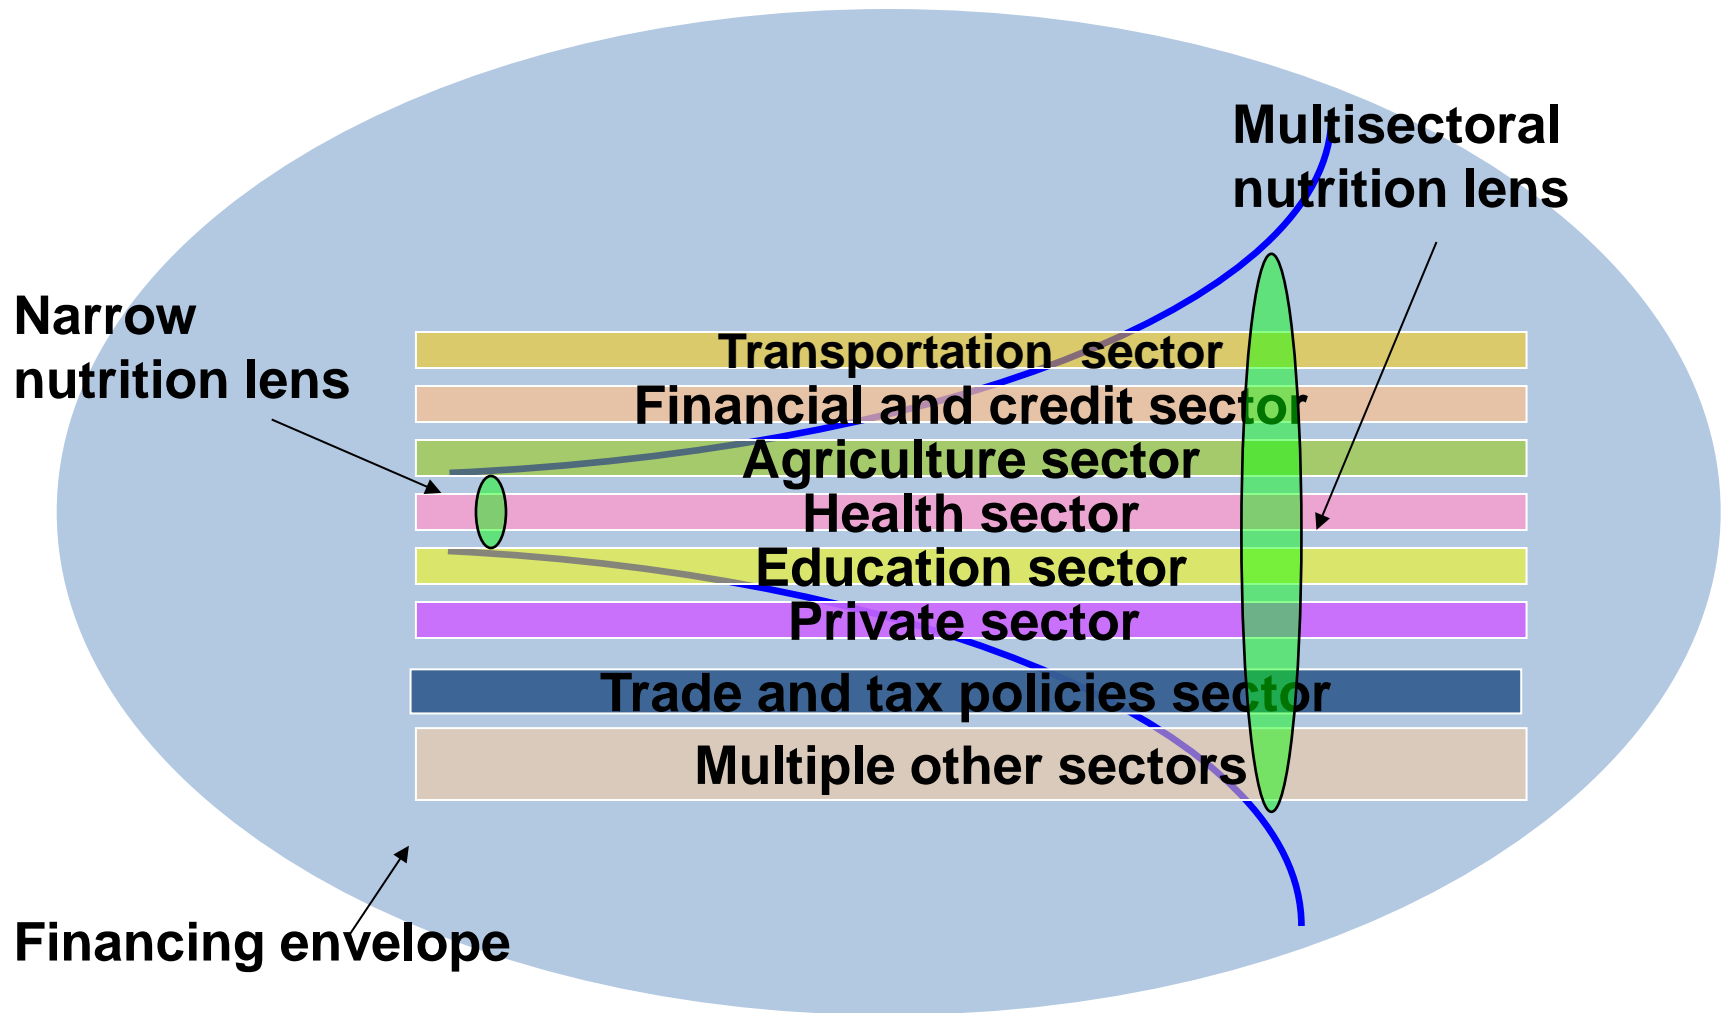 Multisectoral
nutrition lens
Narrow
nutrition lens
Transportation  sector
Financial and credit sector
Agriculture sector
Health sector
Education sector
Private sector
Trade and tax policies sector
Multiple other sectors
Financing envelope